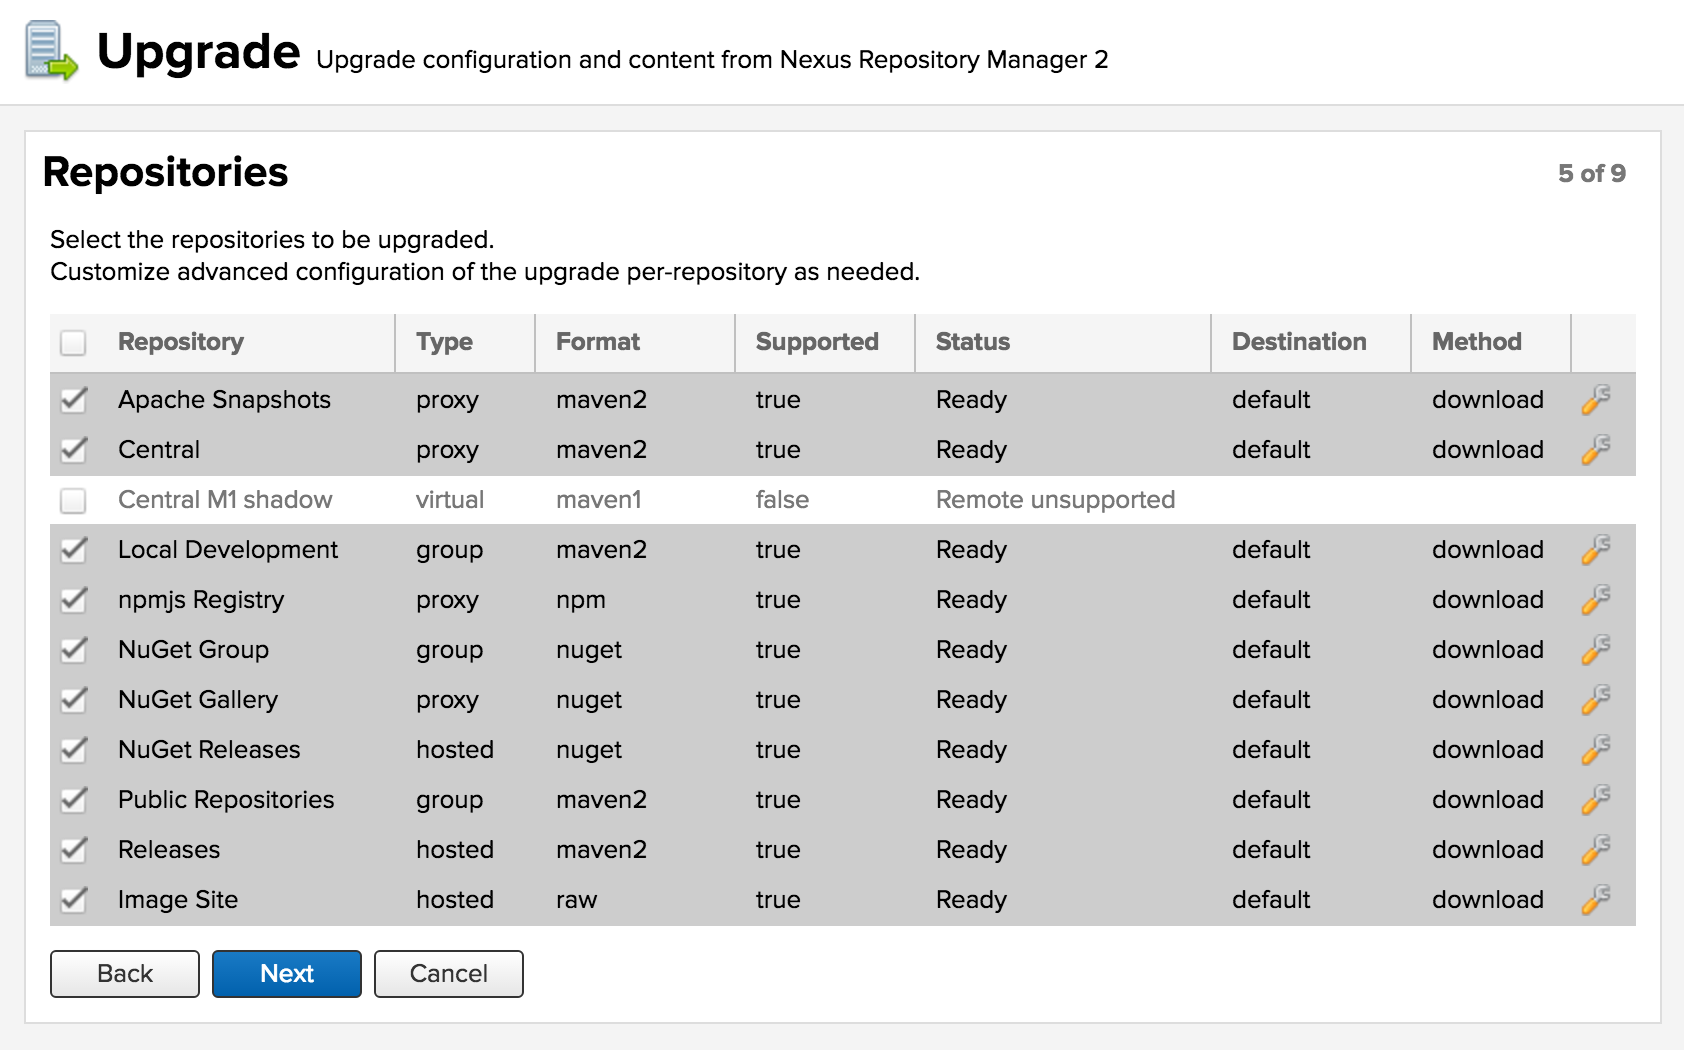 Upgrade Upgrade configuration and content from Nexus Repository Manager 2
Repositories 5 of 9
Select the repositories to be upgraded.
Customize advanced configuration of the upgrade per-repository as needed.
Repository Type Format Supported Status Destination Method
Apache Snapshots proxy maven2 true Ready default download
Central proxy maven2 true Ready default download
Central M1 shadow virtual maven1 false Remote unsupported
Local Development group maven2 true Ready default download
npmjs Registry proxy npm true Ready default download
NuGet Group group nuget true Ready default download
NuGet Gallery proxy nuget true Ready default download
NuGet Releases hosted nuget true Ready default download
Public Repositories group maven2 true Ready default download
Releases hosted maven2 true Ready default download
Image Site hosted raw true Ready default download
Back Next Cancel